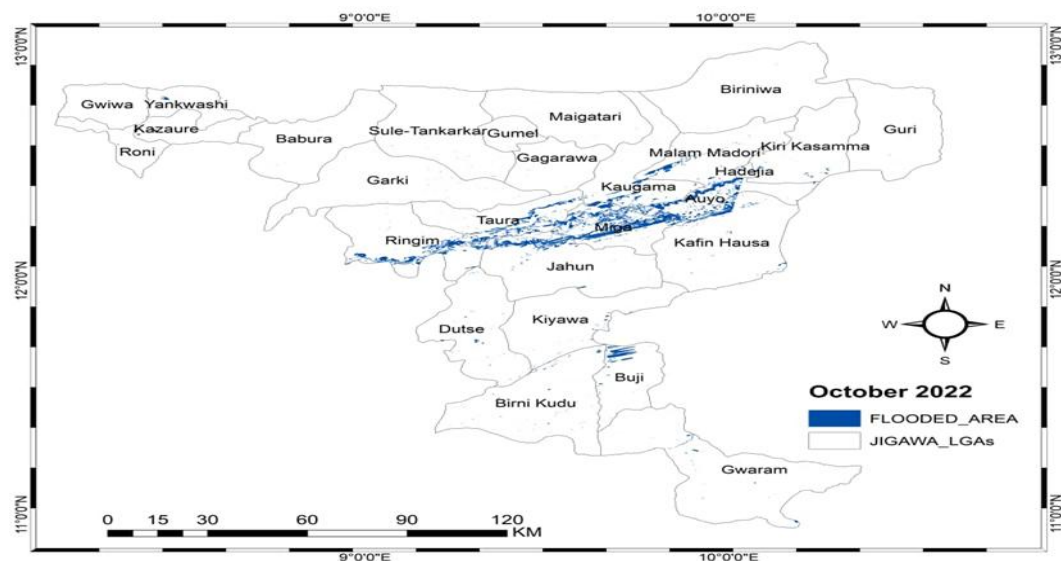 9°0'0"E
10°0'0"E
13°0'0"N
13°0'0"N
Biriniwa
Gwiwa
Yankwashi
Maigatari
Kazaure
Sule-Tankarkar
Gumel
Guri
Babura
Roni
Malam Madori
Kiri Kasamma
Gagarawa
Hadejia
Garki
Kaugama
Auyo
Taura
Miga
Ringim
Kafin Hausa
12°0'0"N
12°0'0"N
Jahun
N
Kiyawa
W
E
Dutse
S
Buji
October 2022
Birni Kudu
FLOODED_AREA
JIGAWA_LGAs
Gwaram
11°0'0"N
11°0'0"N
0 15 30 60 90 120
KM
9°0'0"E
10°0'0"E